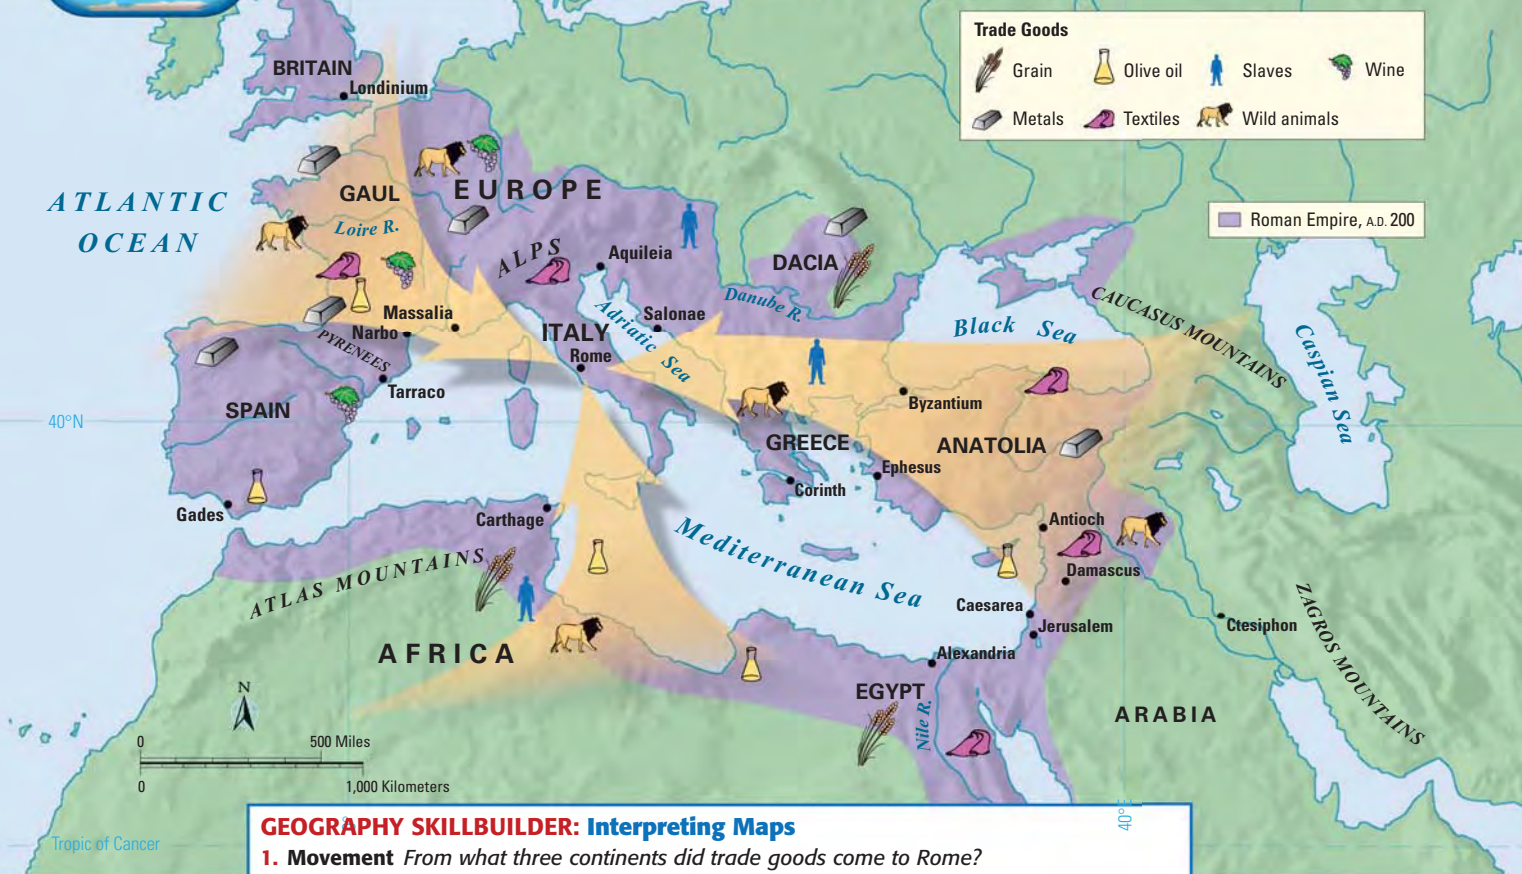 Trade Goods
Grain
Olive oil
Slaves
Wine
Metals
Textiles
Wild animals
Roman Empire, A.D. 200
BRITAIN
Londinium
ATLANTIC
OCEAN
GAUL
EUROPE
Loire R.
ALPS
Aquileia
DACIA
Danube R.
CAUCASUS MOUNTAINS
Massalia
Narbo
PYRENEES
ITALY
Rome
Adriatic Sea
Salonae
Black Sea
Caspian Sea
Tarraco
SPAIN
40°N
Byzantium
GREECE
ANATOLIA
Ephesus
Corinth
Gades
Carthage
Antioch
Mediterranean Sea
Damascus
ATLAS MOUNTAINS
Caesarea
Jerusalem
Ctesiphon
ZAGROS MOUNTAINS
AFRICA
Alexandria
EGYPT
Nile R.
ARABIA
N
0 500 Miles
0 1,000 Kilometers
40°E
Tropic of Cancer
GEOGRAPHY SKILLBUILDER: Interpreting Maps
1. Movement From what three continents did trade goods come to Rome?